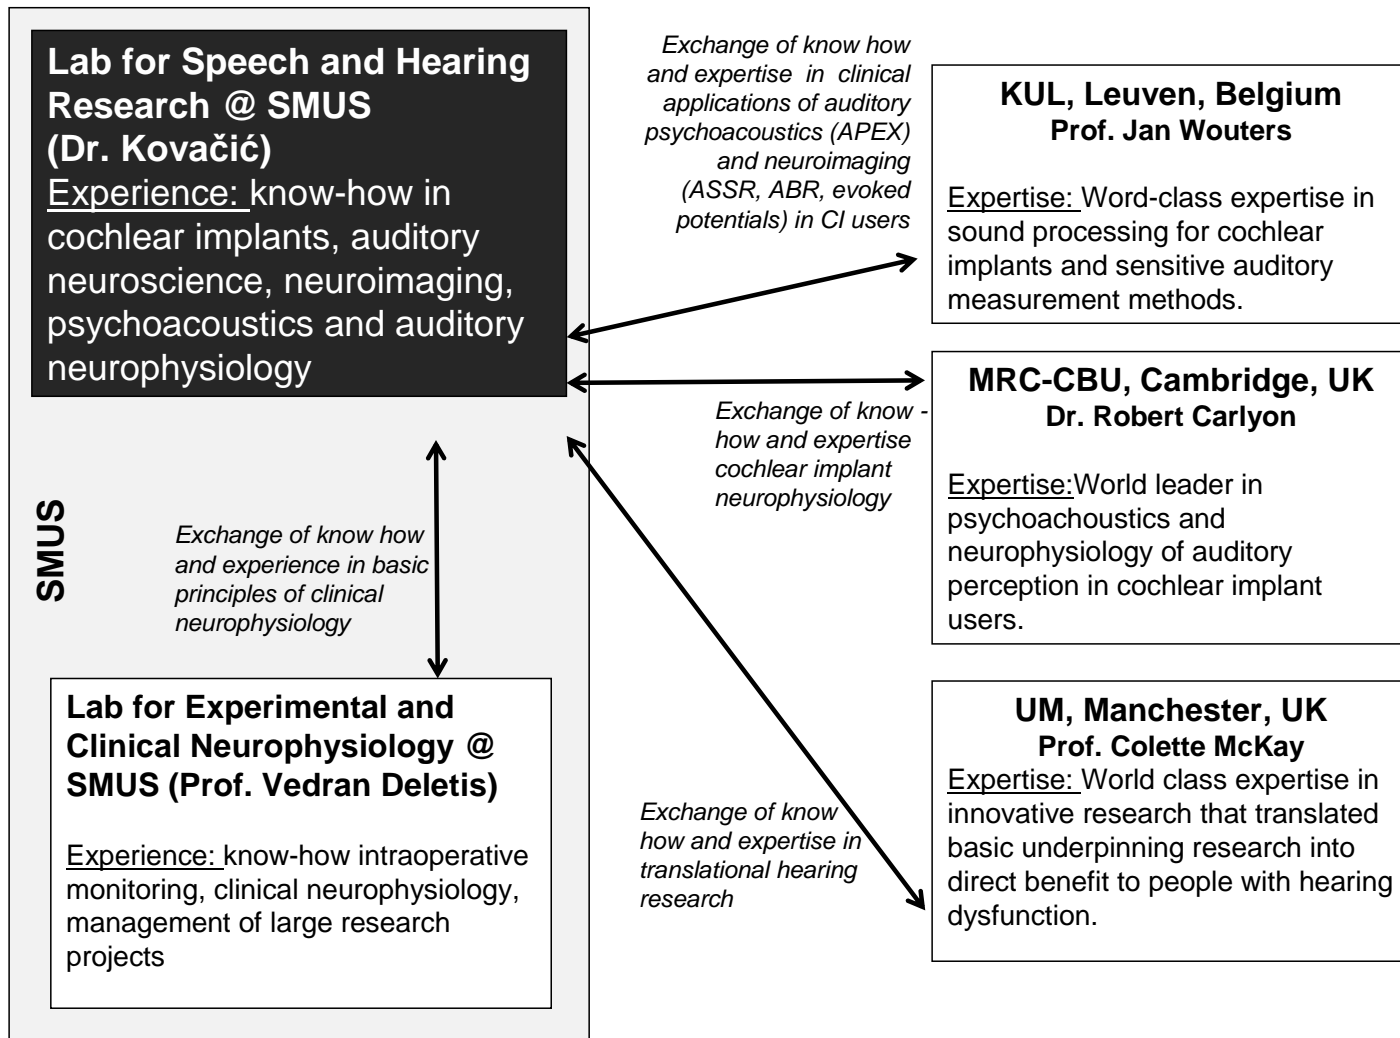 Lab for Speech and Hearing
Research @ SMUS
(Dr. Kovačić)
Experience: know-how in
cochlear implants, auditory
neuroscience, neuroimaging,
psychoacoustics and auditory
neurophysiology
Exchange of know how
and expertise in clinical
applications of auditory
psychoacoustics (APEX)
and neuroimaging
(ASSR, ABR, evoked
potentials) in CI users
KUL, Leuven, Belgium
Prof. Jan Wouters
Expertise: Word-class expertise in
sound processing for cochlear
implants and sensitive auditory
measurement methods.
MRC-CBU, Cambridge, UK
Dr. Robert Carlyon
Expertise:World leader in
psychoachoustics and
neurophysiology of auditory
perception in cochlear implant
users.
Exchange of know -
how and expertise
cochlear implant
neurophysiology
SMUS
Exchange of know how
and experience in basic
principles of clinical
neurophysiology
Lab for Experimental and
Clinical Neurophysiology @
SMUS (Prof. Vedran Deletis)
Experience: know-how intraoperative
monitoring, clinical neurophysiology,
management of large research
projects
Exchange of know
how and expertise in
translational hearing
research
UM, Manchester, UK
Prof. Colette McKay
Expertise: World class expertise in
innovative research that translated
basic underpinning research into
direct benefit to people with hearing
dysfunction.